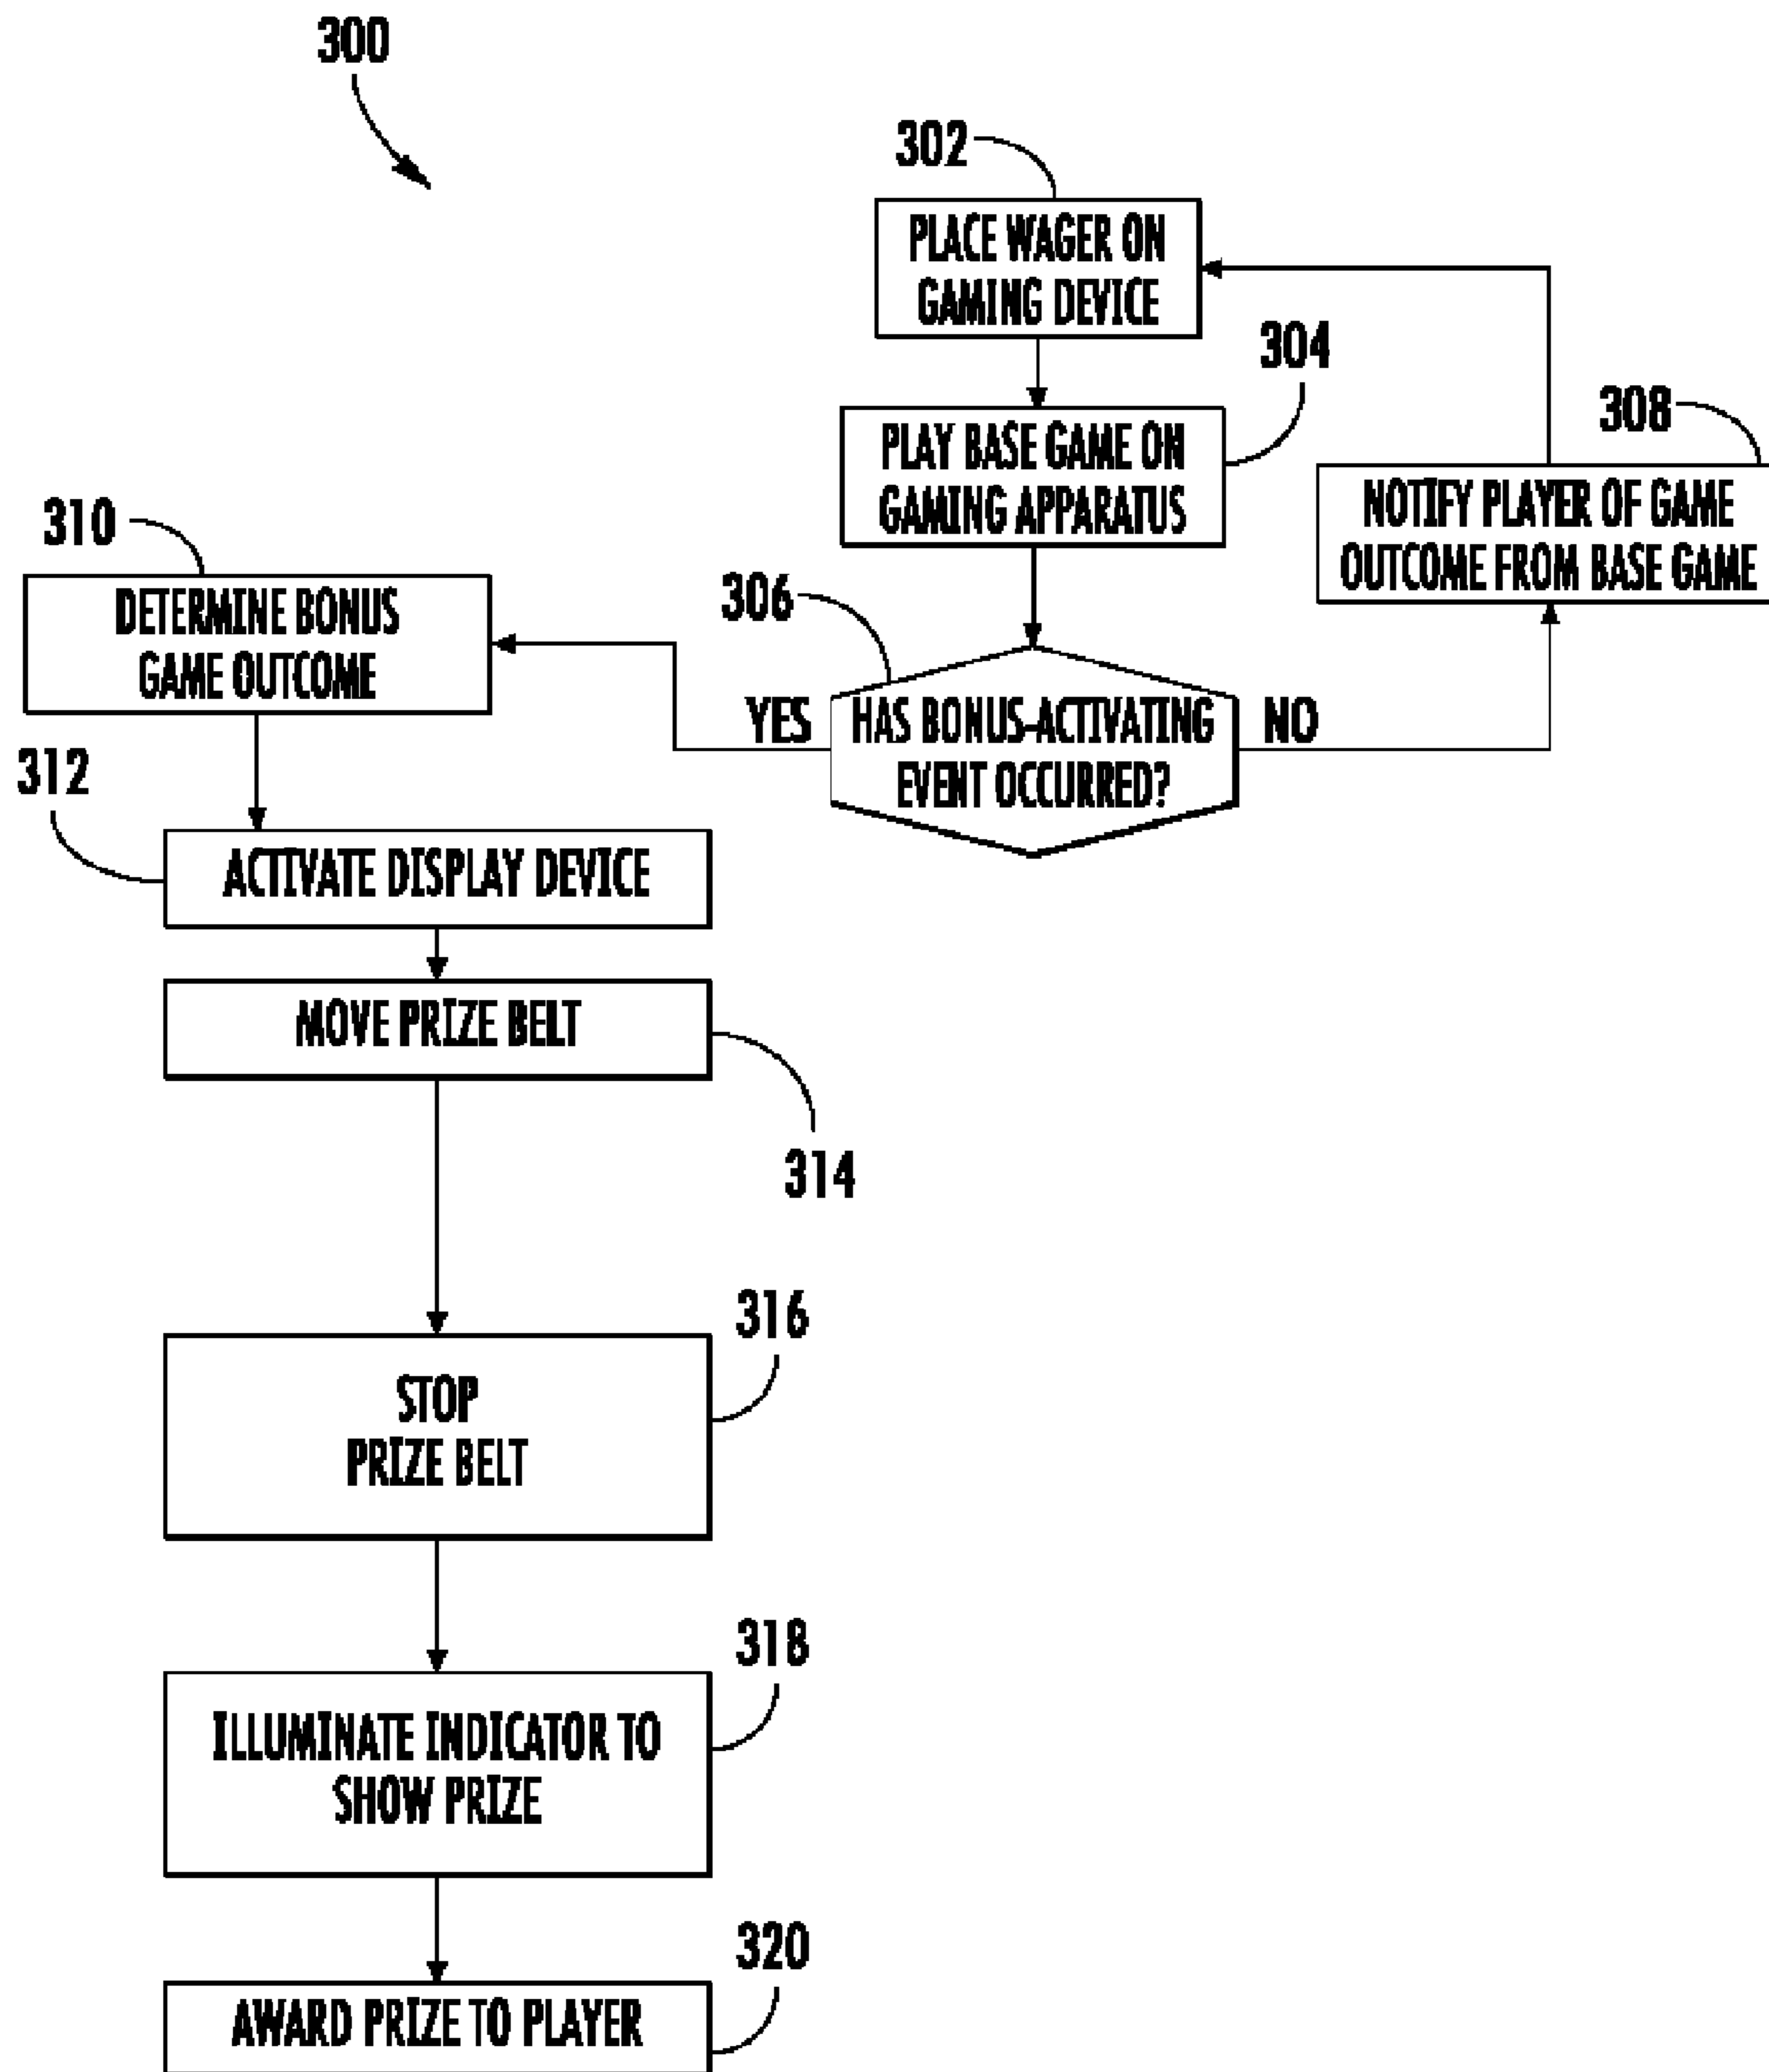 300
302
PLACE WAGER ON
GAMING DEVICE
304
PLAY BASE GAME ON
GAMING APPARATUS
308
NOTIFY PLAYER OF GAME
OUTCOME FROM BASE GAME
306
YES
HAS BONUS-ACTIVATING
EVENT OCCURRED?
NO
310
DETERMINE BONUS
GAME OUTCOME
312
ACTIVATE DISPLAY DEVICE
MOVE PRIZE BELT
314
316
STOP
PRIZE BELT
318
ILLUMINATE INDICATOR TO
SHOW PRIZE
320
AWARD PRIZE TO PLAYER